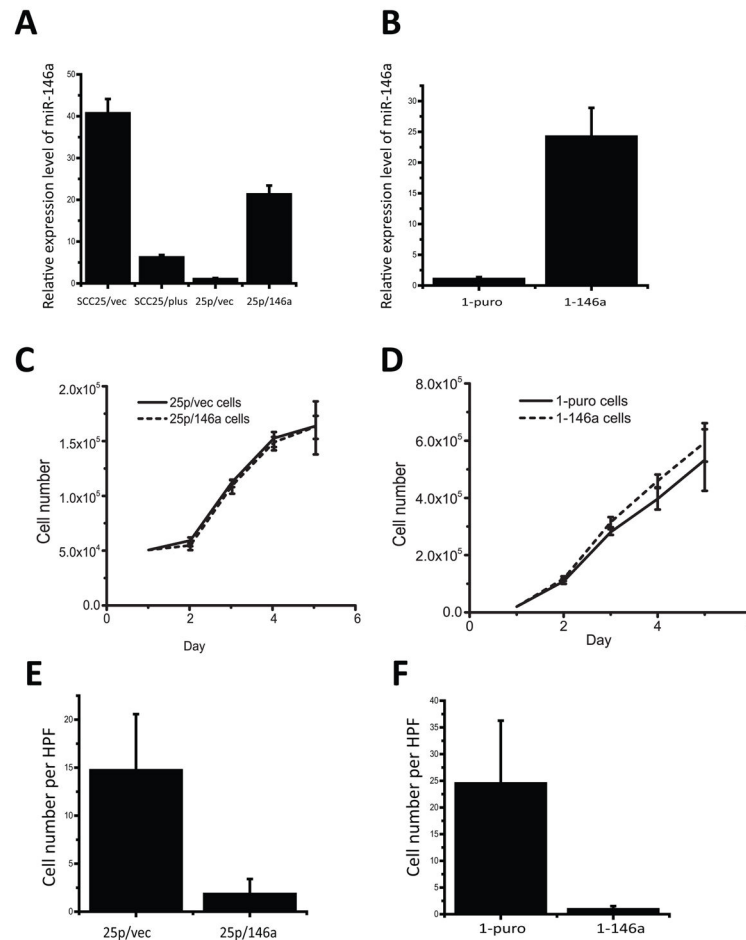 A
Relative expression level of miR-146a
50
40
30
20
10
0
SCC25/vec SCC25/plus 25p/vec 25p/146a
B
Relative expression level of miR-146a
30
25
20
15
10
5
0
1-puro 1-146a
C
Cell number
2.0x10⁵
1.5x10⁵
1.0x10⁵
5.0x10⁴
0.0
25p/vec cells
25p/146a cells
0 2 4 6
Day
D
Cell number
8.0x10⁵
6.0x10⁵
4.0x10⁵
2.0x10⁵
0.0
1-puro cells
1-146a cells
0 2 4
Day
E
Cell number per HPF
20
15
10
5
0
25p/vec 25p/146a
F
Cell number per HPF
40
35
30
25
20
15
10
5
0
1-puro 1-146a